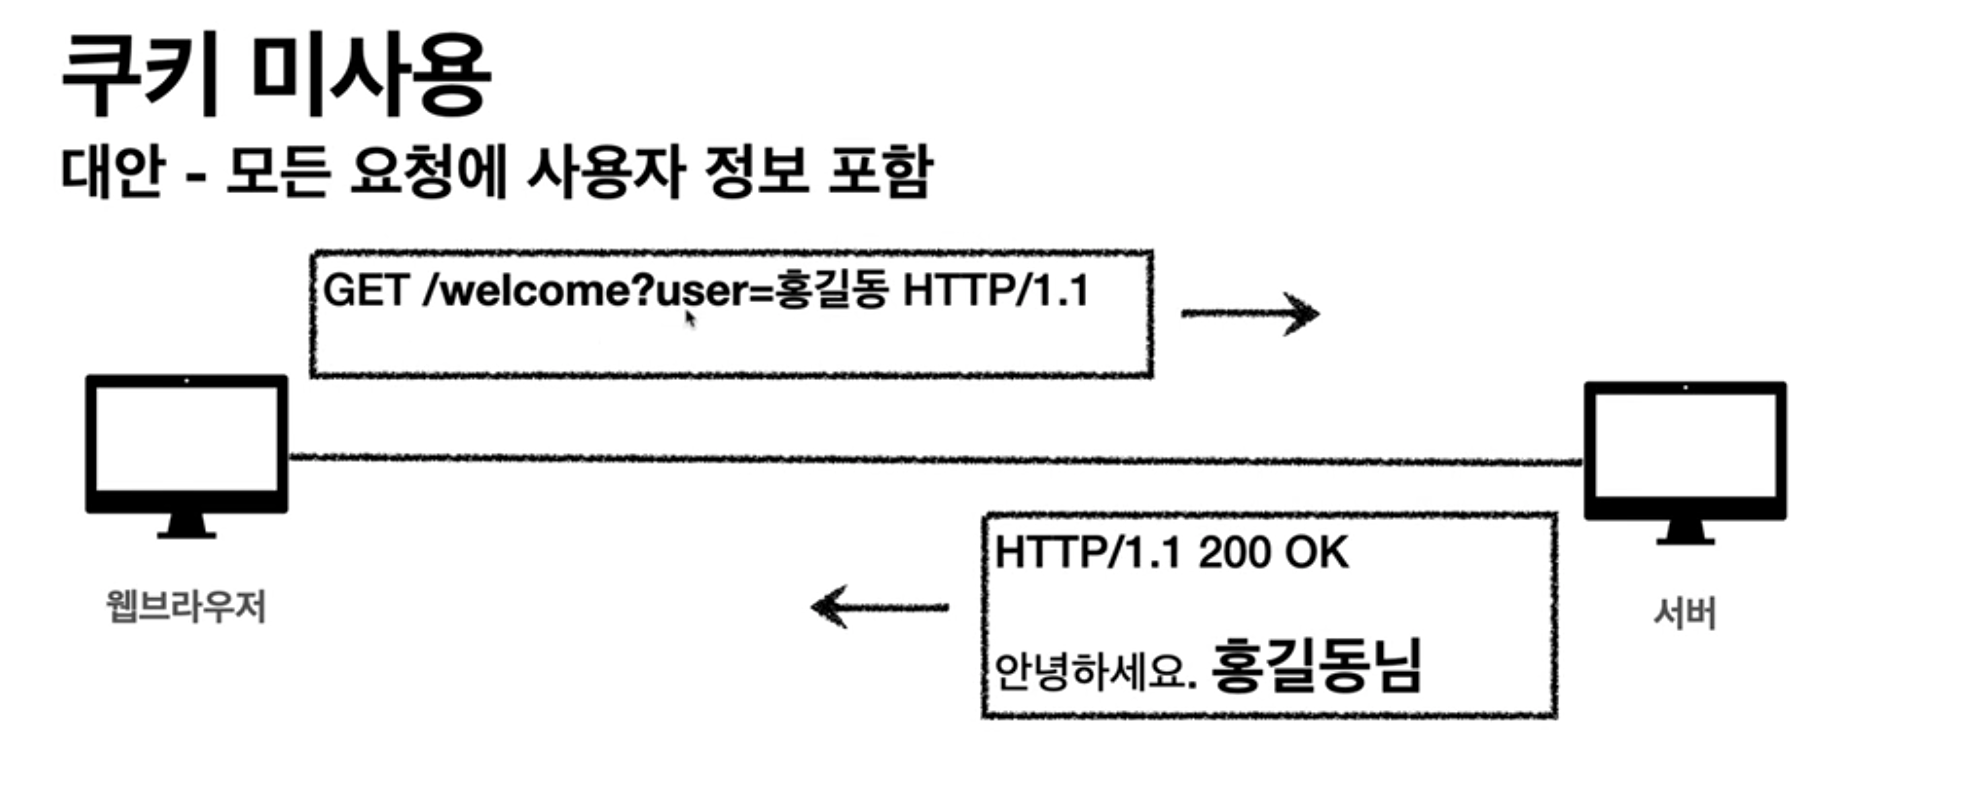 쿠키 미사용
대안 - 모든 요청에 사용자 정보 포함
GET /welcome?user=홍길동 HTTP/1.1
웹브라우저
HTTP/1.1 200 OK
안녕하세요. 홍길동님
서버